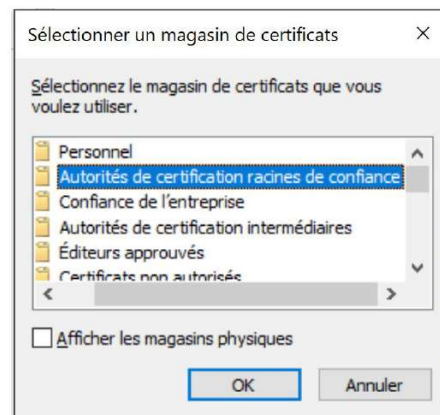 Sélectionner un magasin de certificats
Sélectionnez le magasin de certificats que vous
voulez utiliser.
Personnel
Autorités de certification racines de confiance
Confiance de l'entreprise
Autorités de certification intermédiaires
Éditeurs approuvés
Certificats non autorisés
Afficher les magasins physiques
OK
Annuler